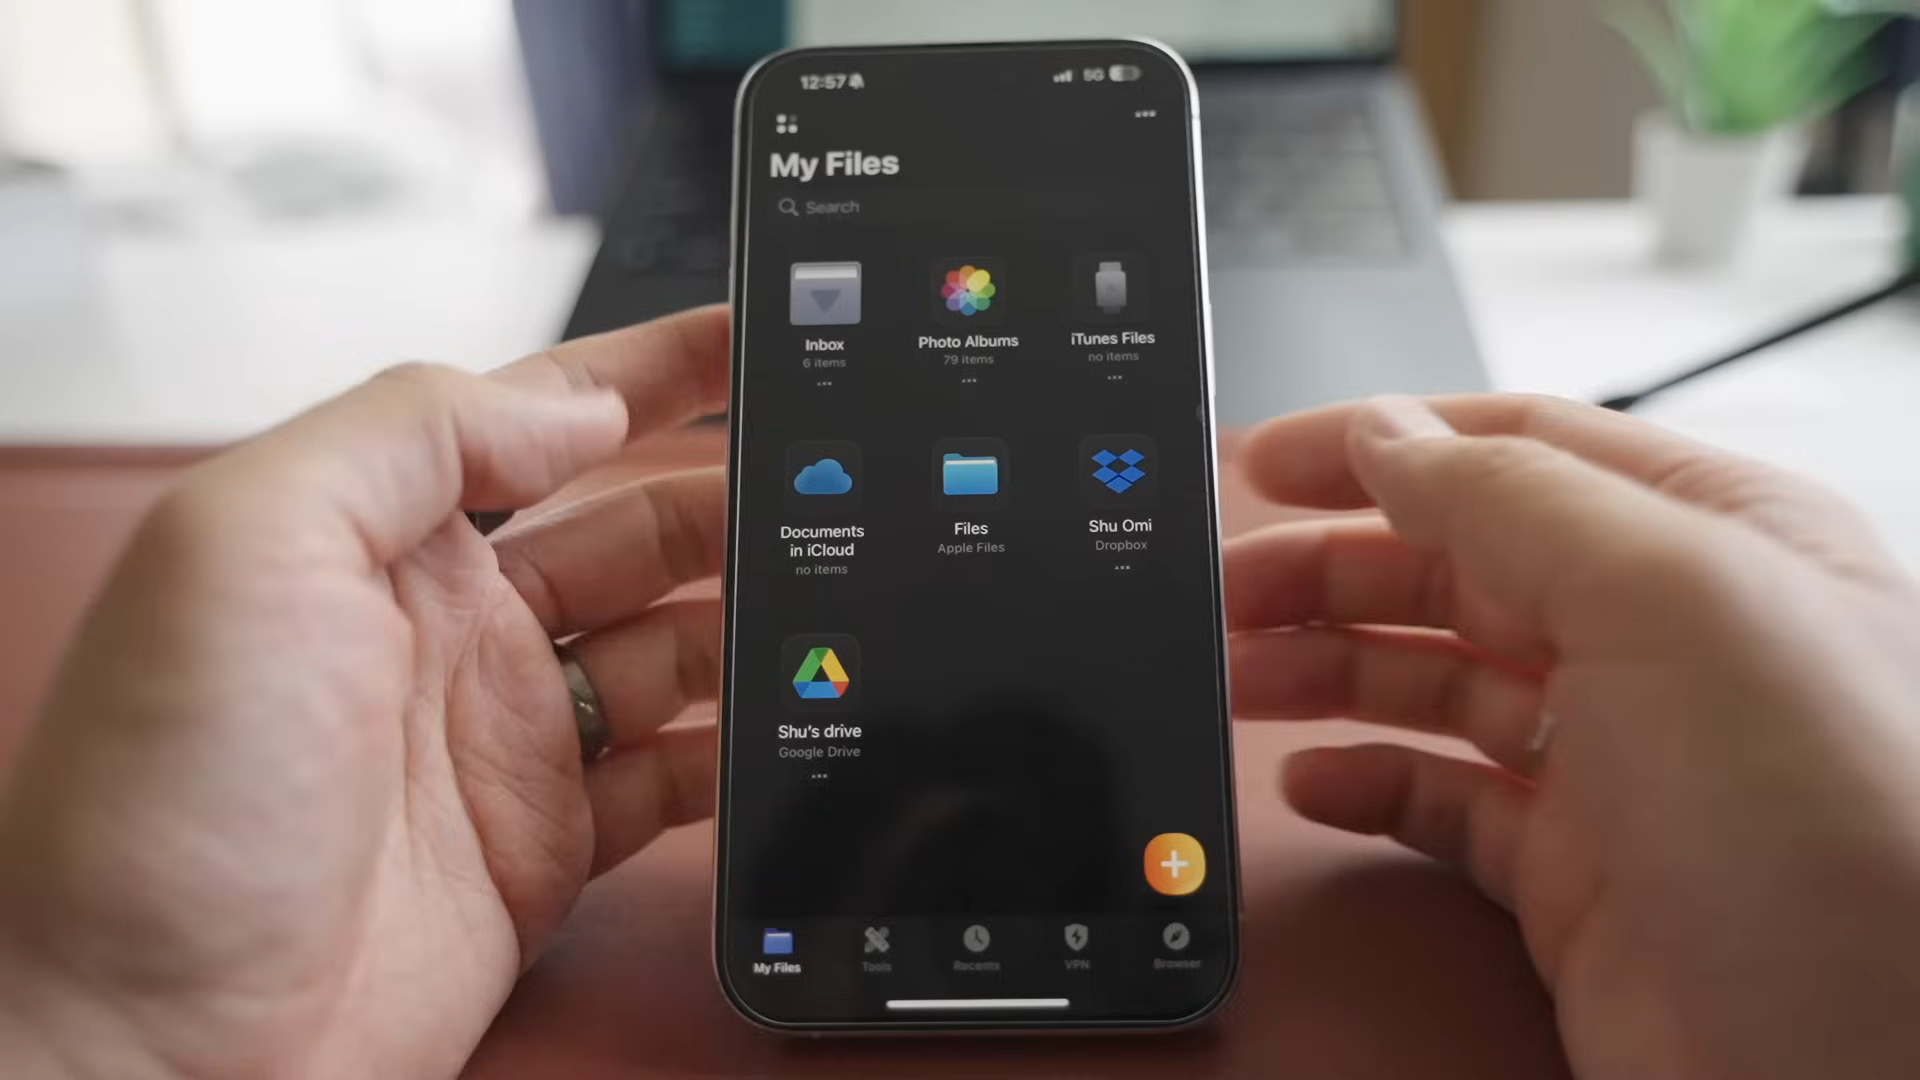 12:57
5G
My Files
Search
Inbox
6 items
Photo Albums
79 items
iTunes Files
no items
Documents
in iCloud
no items
Files
Apple Files
Shu Omi
Dropbox
Shu's drive
Google Drive
My Files
Tools
Recents
VPN
Browser